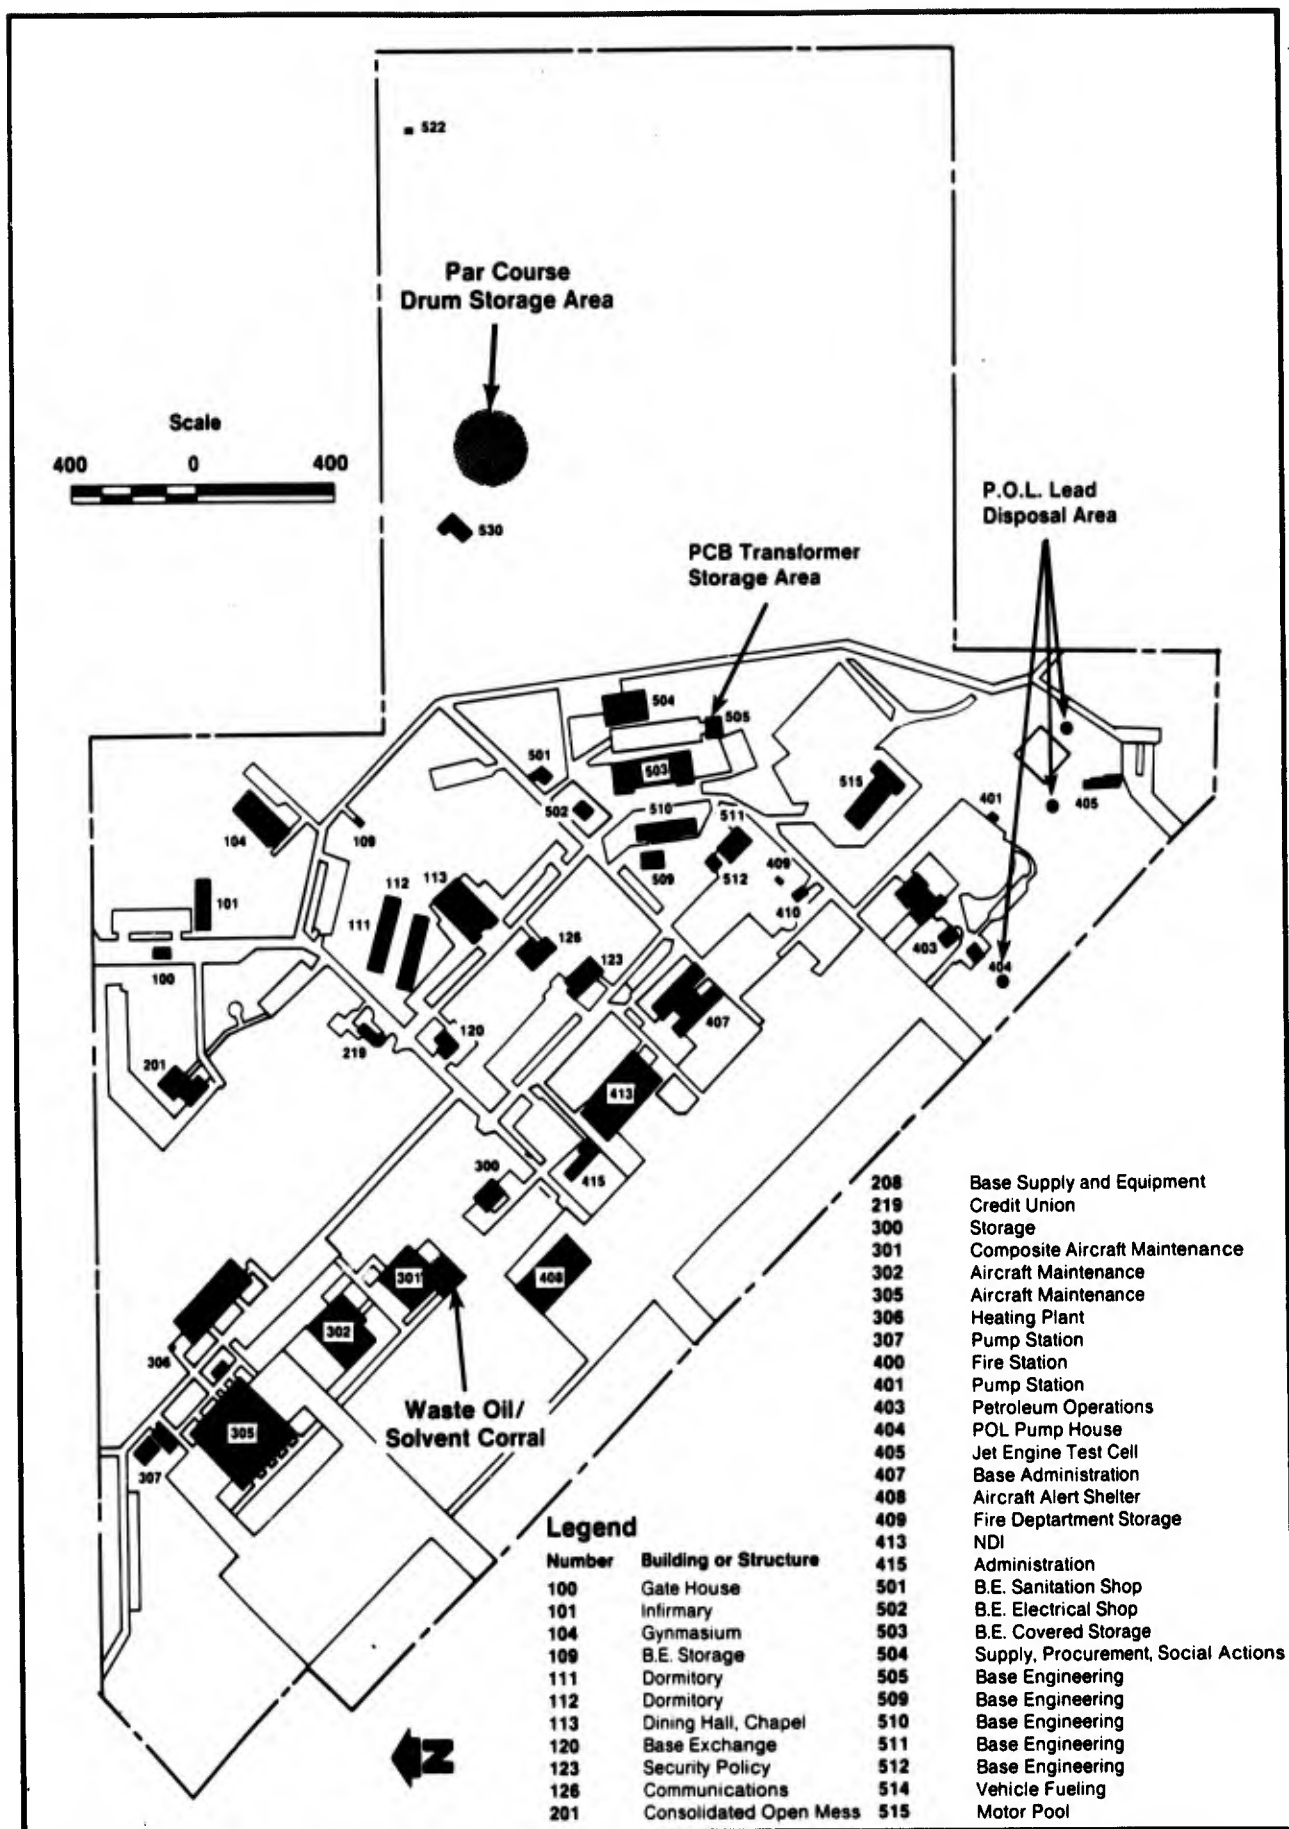 522
Par Course
Drum Storage Area
Scale
400 0 400
P.O.L. Lead
Disposal Area
530
PCB Transformer
Storage Area
504
505
501
503
515
510
502
511
401
405
104
109
113
112
409
509
512
101
111
410
126
403
123
404
100
407
120
219
201
413
300
415
301
408
302
306
Waste Oil/
Solvent Corral
305
307
208 Base Supply and Equipment
219 Credit Union
300 Storage
301 Composite Aircraft Maintenance
302 Aircraft Maintenance
305 Aircraft Maintenance
306 Heating Plant
307 Pump Station
400 Fire Station
401 Pump Station
403 Petroleum Operations
404 POL Pump House
405 Jet Engine Test Cell
407 Base Administration
408 Aircraft Alert Shelter
409 Fire Deptartment Storage
413 NDI
415 Administration
501 B.E. Sanitation Shop
502 B.E. Electrical Shop
503 B.E. Covered Storage
504 Supply, Procurement, Social Actions
505 Base Engineering
509 Base Engineering
510 Base Engineering
511 Base Engineering
512 Base Engineering
514 Vehicle Fueling
515 Motor Pool
Legend
Number Building or Structure
100 Gate House
101 Infirmary
104 Gynmasium
109 B.E. Storage
111 Dormitory
112 Dormitory
113 Dining Hall, Chapel
120 Base Exchange
123 Security Policy
126 Communications
201 Consolidated Open Mess
N